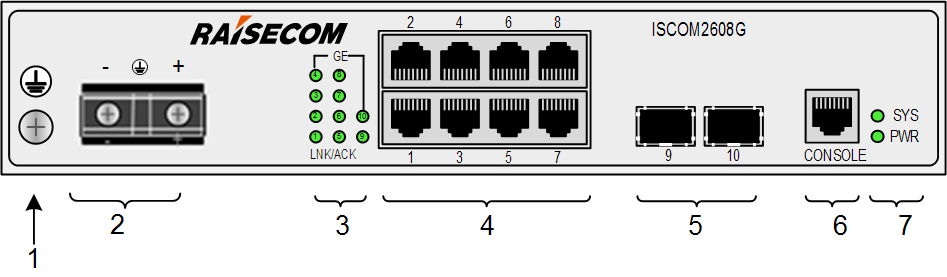 RAISECOM
2 4 6 8
ISCOM2608G
GE
- +
4 8
3 7
2 6 10
1 5 9
LNK/ACK
1 3 5 7
9 10
CONSOLE
SYS
PWR
- -
1 2 3 4 5 6 7